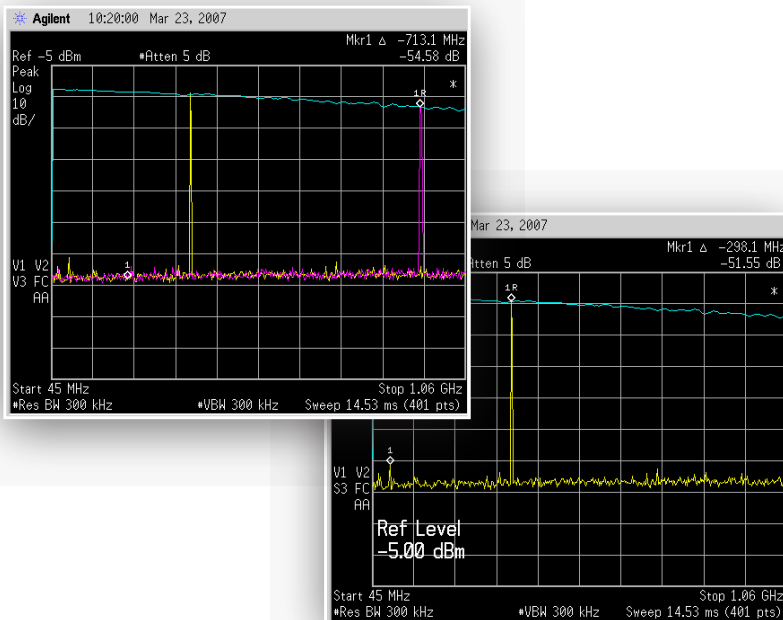 Agilent 10:20:00 Mar 23, 2007
Mkr1 Δ -713.1 MHz
Ref -5 dBm #Atten 5 dB -54.58 dB
Peak
Log
10
dB/
*
1R
1
V1 V2
V3 FC
AA
Start 45 MHz Stop 1.06 GHz
#Res BW 300 kHz #VBW 300 kHz Sweep 14.53 ms (401 pts)
Mar 23, 2007
Mkr1 Δ -298.1 MHz
tten 5 dB -51.55 dB
*
1R
1
V1 V2
S3 FC
AA
Ref Level
-5.00 dBm
Start 45 MHz Stop 1.06 GHz
#Res BW 300 kHz #VBW 300 kHz Sweep 14.53 ms (401 pts)